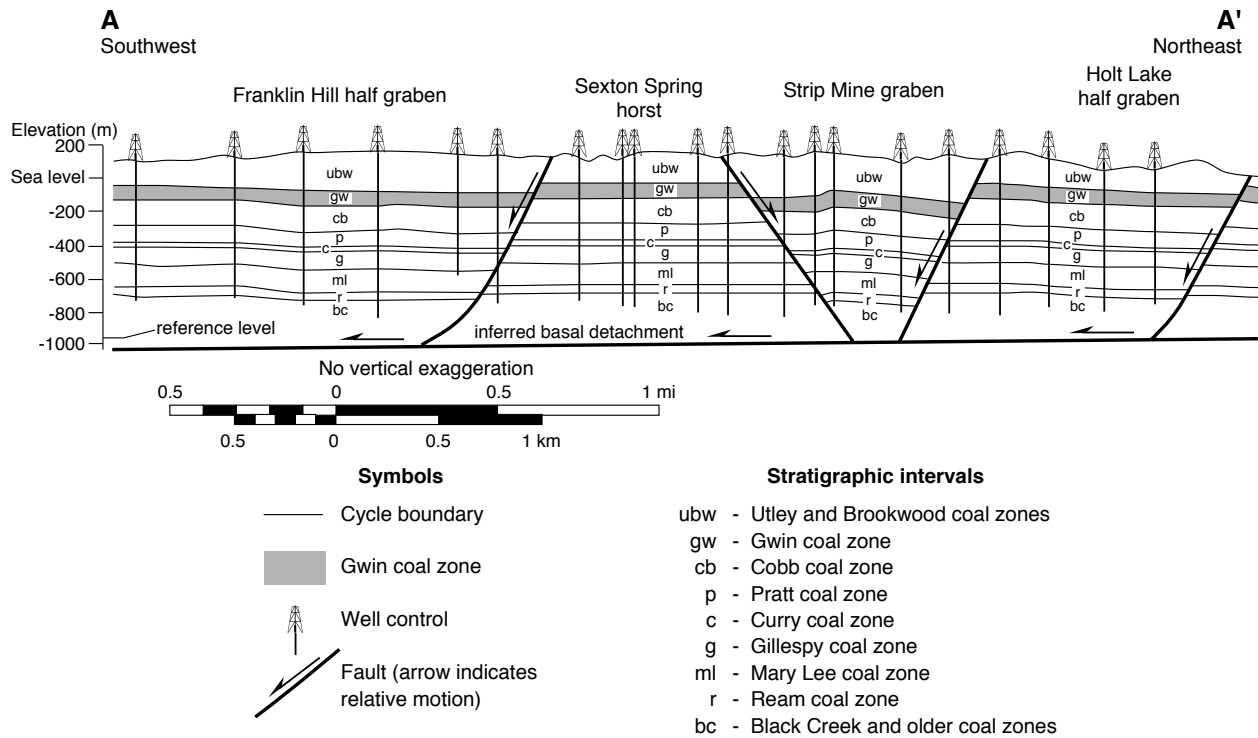 A
A'
Southwest
Northeast
Franklin Hill half graben
Sexton Spring
horst
Strip Mine graben
Holt Lake
half graben
Elevation (m)
200
Sea level
-200
-400
-600
-800
-1000
ubw
gw
cb
p
c
g
ml
r
bc
ubw
gw
cb
p
c
g
ml
r
bc
ubw
gw
cb
p
c
g
ml
r
bc
ubw
gw
cb
p
c
g
ml
r
bc
reference level
inferred basal detachment
No vertical exaggeration
0.5 0 0.5 1 mi
0.5 0 0.5 1 km
Symbols
Cycle boundary
Gwin coal zone
Well control
Fault (arrow indicates
relative motion)
Stratigraphic intervals
ubw - Utley and Brookwood coal zones
gw - Gwin coal zone
cb - Cobb coal zone
p - Pratt coal zone
c - Curry coal zone
g - Gillespy coal zone
ml - Mary Lee coal zone
r - Ream coal zone
bc - Black Creek and older coal zones